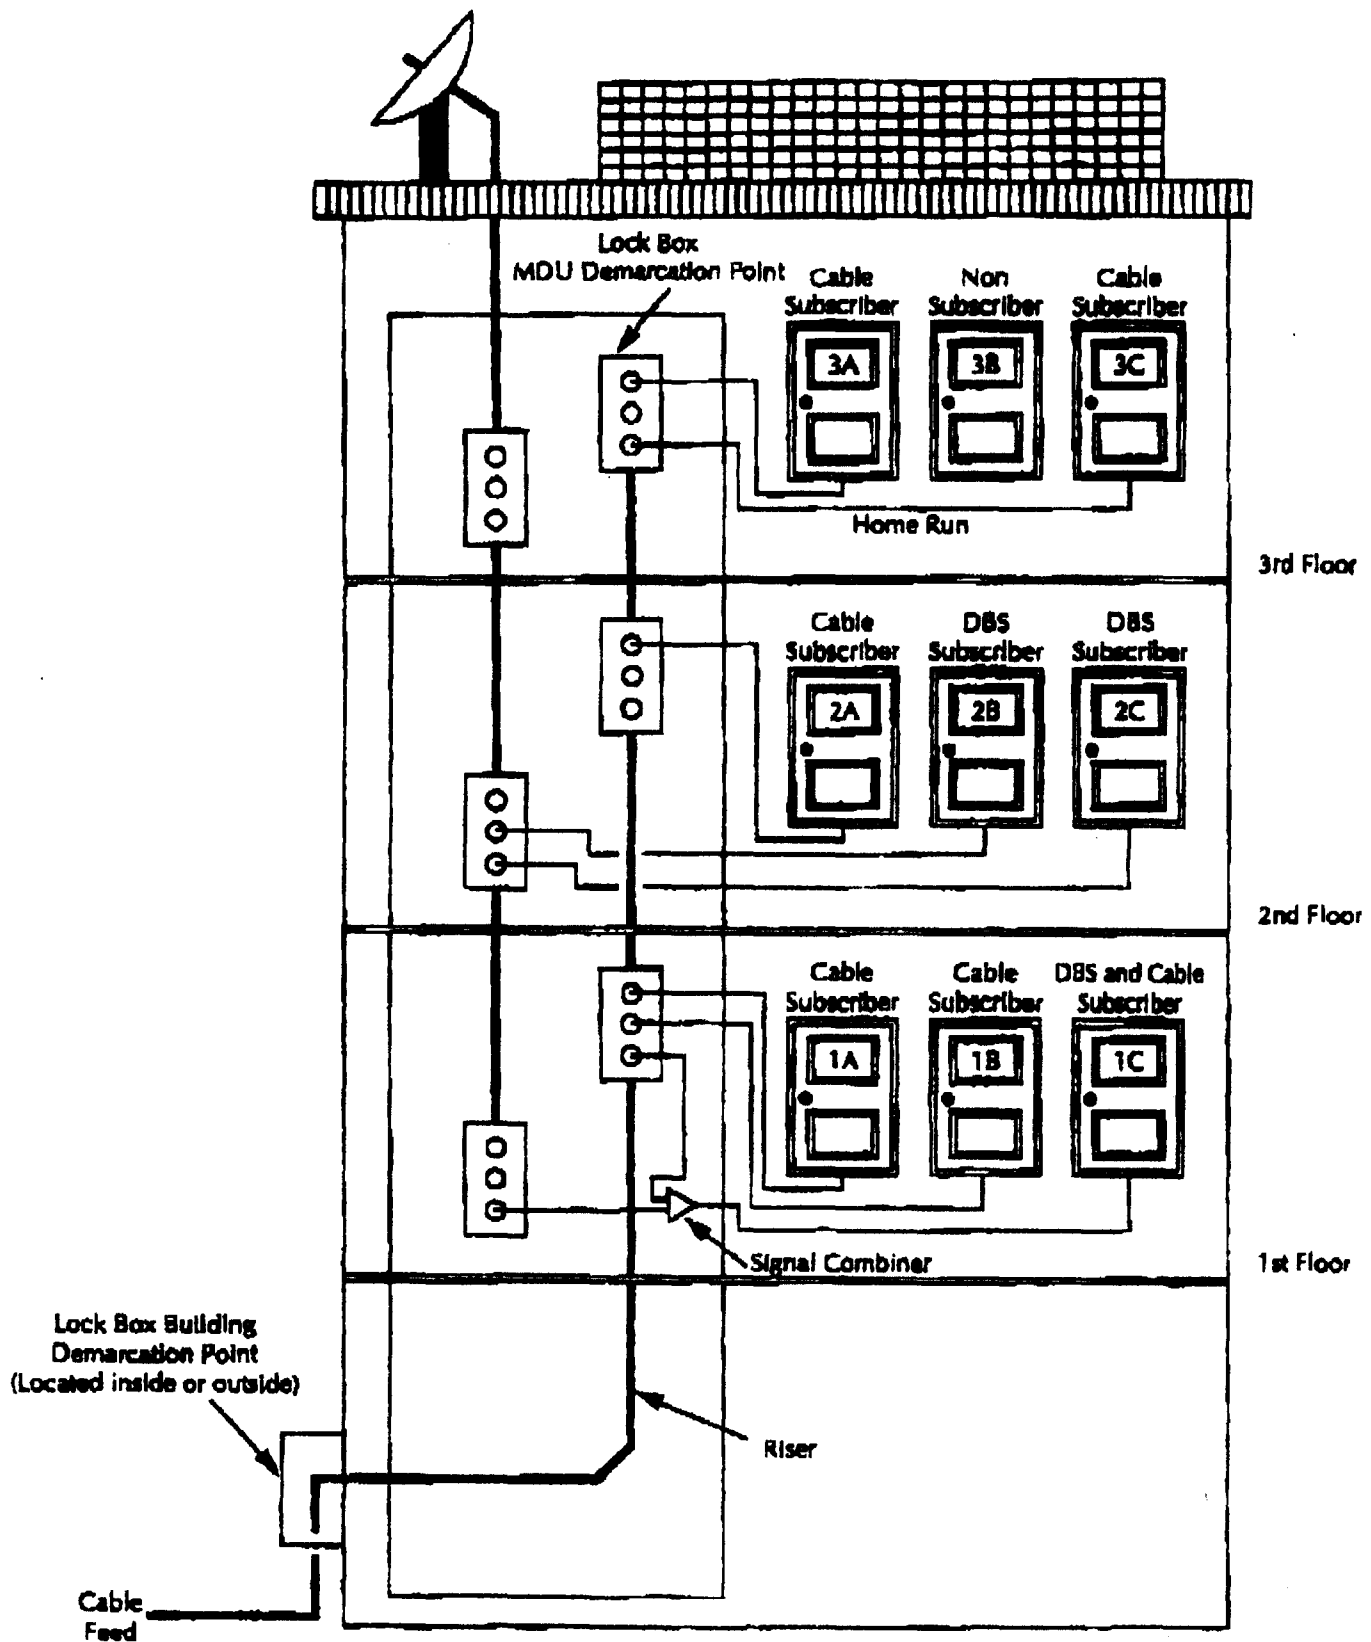 Lock Box
MDU Demarcation Point
Cable
Subscriber
Non
Subscriber
Cable
Subscriber
3A
3B
3C
Home Run
3rd Floor
Cable
Subscriber
DBS
Subscriber
DBS
Subscriber
2A
2B
2C
2nd Floor
Cable
Subscriber
Cable
Subscriber
DBS and Cable
Subscriber
1A
1B
1C
Signal Combiner
1st Floor
Lock Box Building
Demarcation Point
(Located inside or outside)
Riser
Cable
Feed